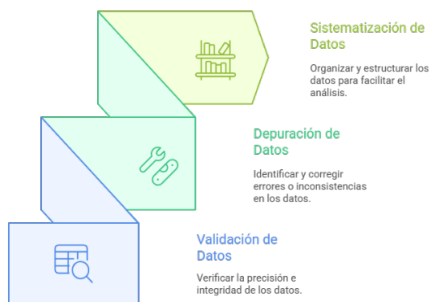 Sistematización de
Datos
Organizar y estructurar los
datos para facilitar el
análisis.
Depuración de
Datos
Identificar y corregir
errores o inconsistencias
en los datos.
Validación de
Datos
Verificar la precisión e
integridad de los datos.